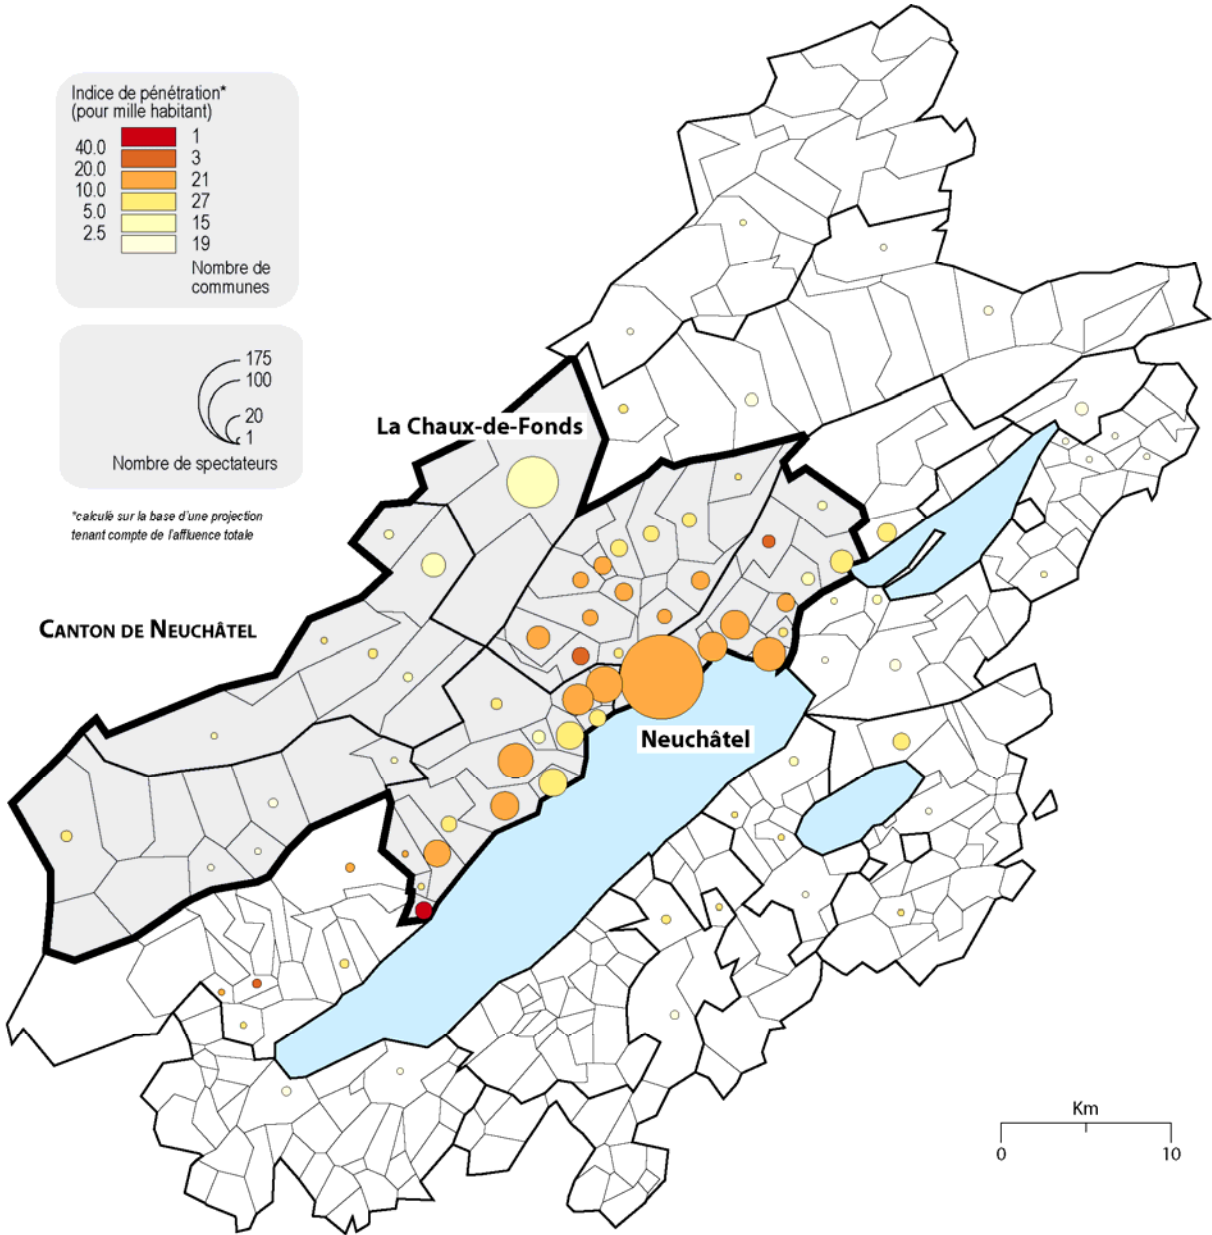 Indice de pénétration*
(pour mille habitant)
1
40.0
3
20.0
21
10.0
27
5.0
15
2.5
19
Nombre de
communes
175
100
20
1
Nombre de spectateurs
*calculé sur la base d'une projection
tenant compte de l'affluence totale
La Chaux-de-Fonds
CANTON DE NEUCHÂTEL
Neuchâtel
Km
0 10